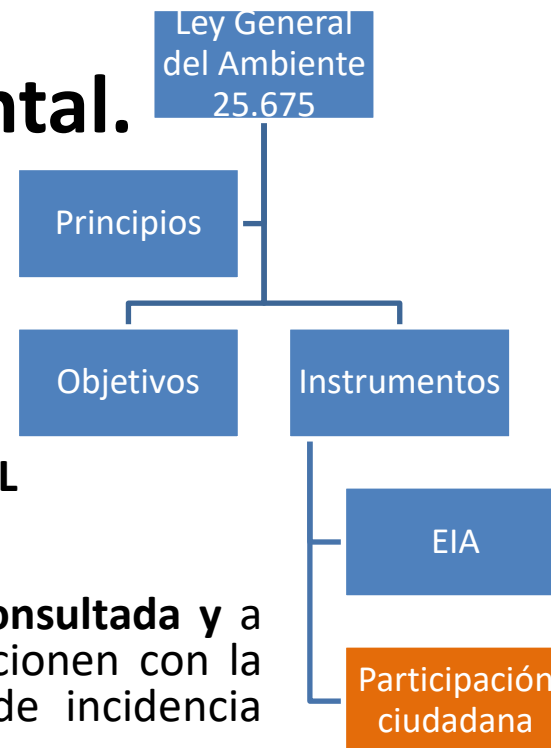 Ley General
del Ambiente
25.675
ntal.
Principios
Objetivos
Instrumentos
L
EIA
onsultada y a
cionen con la
de incidencia
Participación
ciudadana